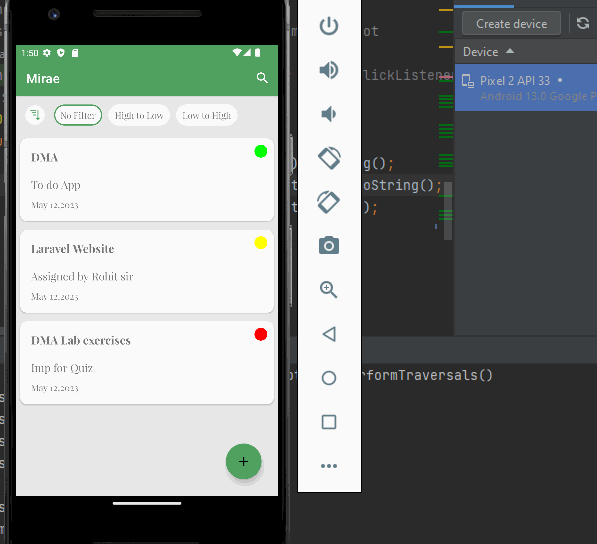 1:50
Mirae
No Filter
High to Low
Low to High
DMA
To do App
May 12,2023
Laravel Website
Assigned by Rohit sir
May 12,2023
DMA Lab exercises
Imp for Quiz
May 12,2023
+
ot
lickListene
g();
oString();
);
rformTraversals()
Create device
Device
Pixel 2 API 33
Android 13.0 Google P